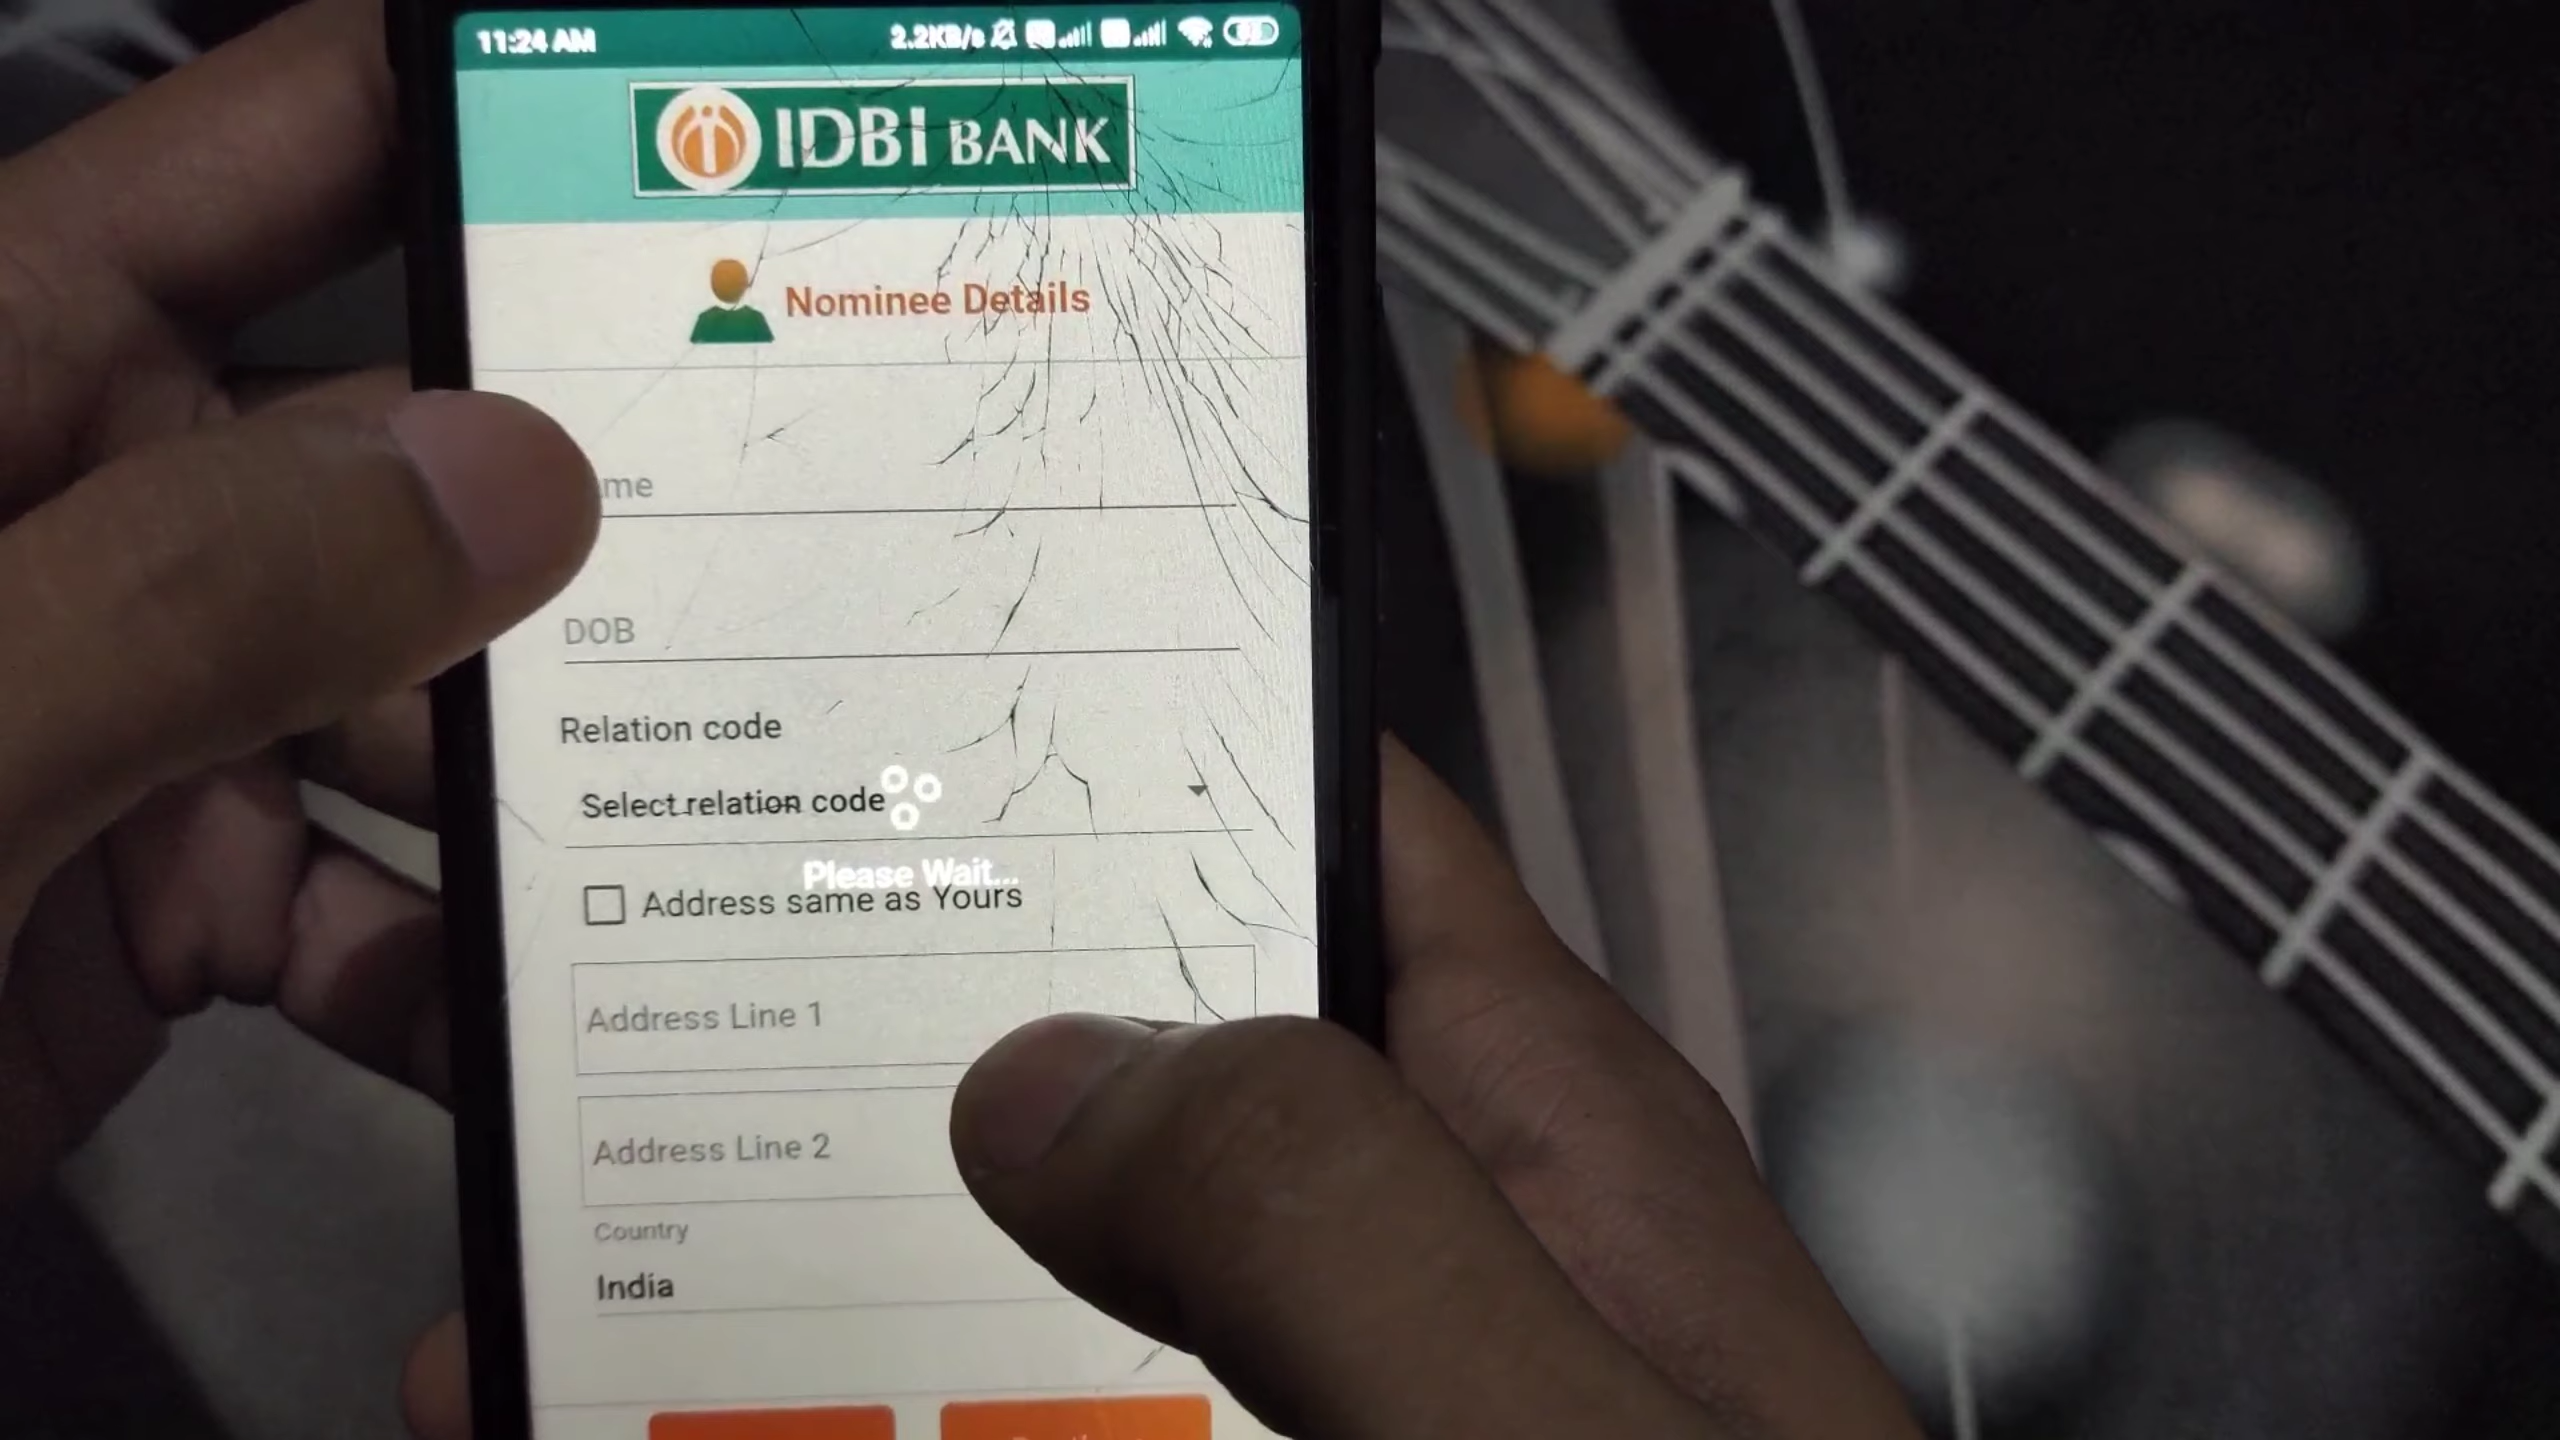 11:24 AM 2.2KB/s
IDBI BANK
Nominee Details
DOB
Relation code
Select relation code
Please Wait...
Address same as Yours
Address Line 1
Address Line 2
Country
India